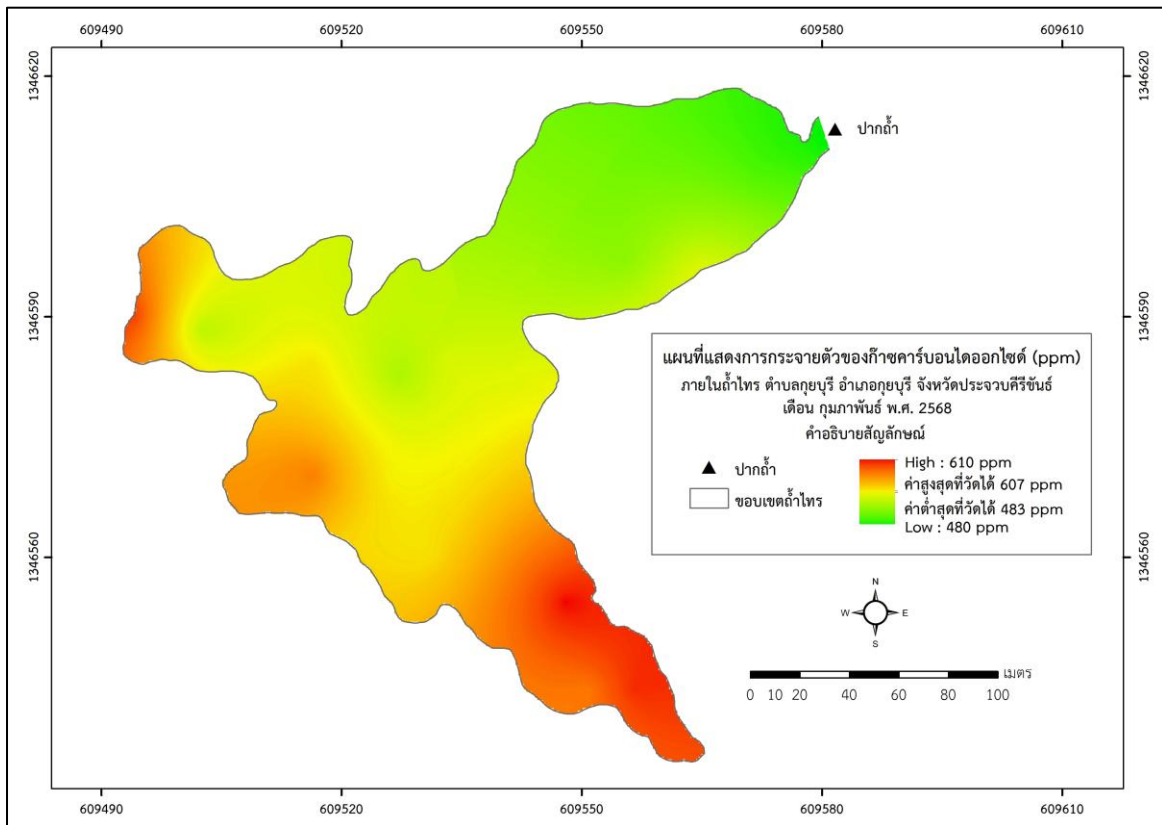 609490 609520 609550 609580 609610
1346620
1346620
ปากถ้ำ
1346590
1346590
แผนที่แสดงการกระจายตัวของก๊าซคาร์บอนไดออกไซด์ (ppm)
ภายในถ้ำไทร ตำบลกุยบุรี อำเภอกุยบุรี จังหวัดประจวบคีรีขันธ์
เดือน กุมภาพันธ์ พ.ศ. 2568
คำอธิบายสัญลักษณ์
ปากถ้ำ
ขอบเขตถ้ำไทร
High : 610 ppm
ค่าสูงสุดที่วัดได้ 607 ppm
ค่าต่ำสุดที่วัดได้ 483 ppm
Low : 480 ppm
1346560
1346560
N
W E
S
เมตร
0 10 20 40 60 80 100
609490 609520 609550 609580 609610